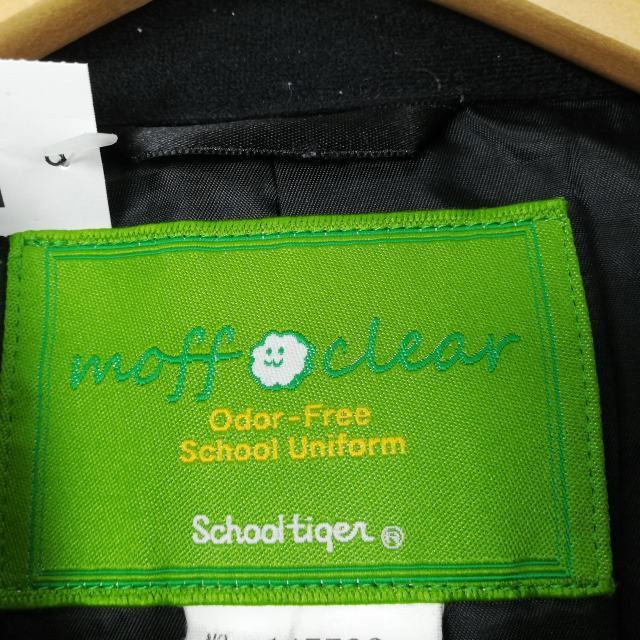 moff clear
Odor-Free
School Uniform
Schooltiger ®